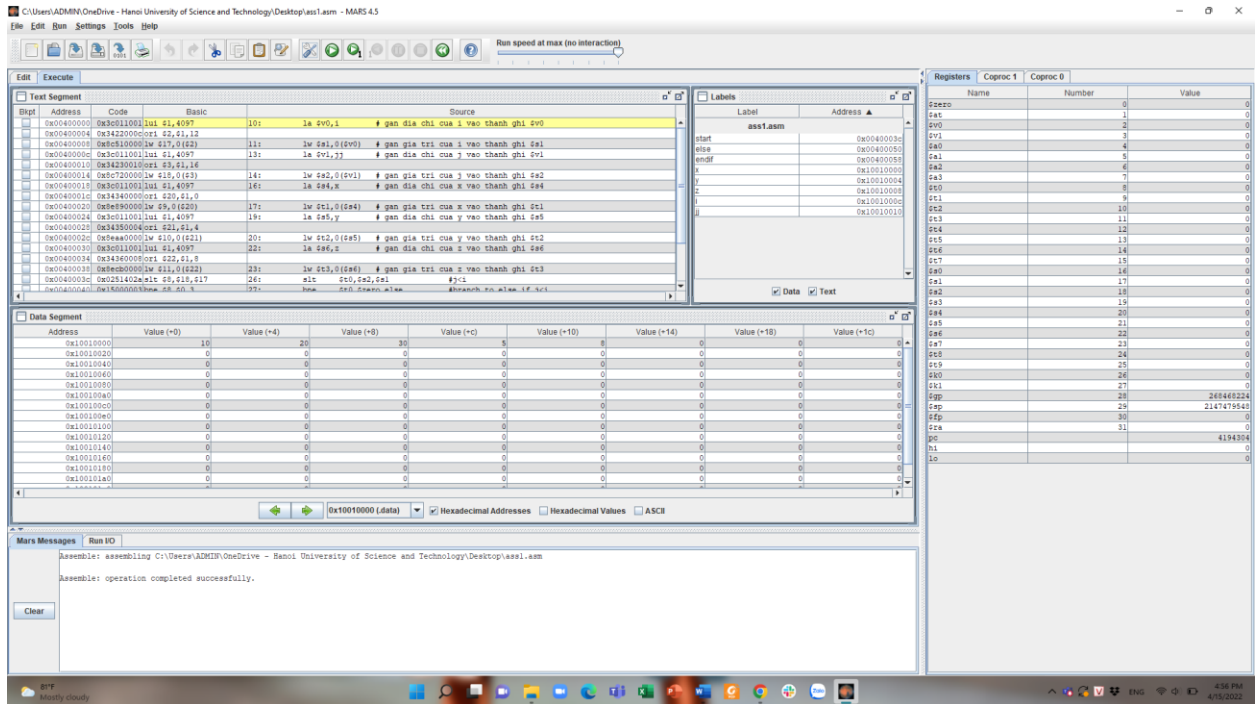 C:\Users\ADMIN\OneDrive - Hanoi University of Science and Technology\Desktop\ass1.asm - MARS 4.5
File Edit Run Settings Tools Help
Run speed at max (no interaction)
Edit Execute
Text Segment
Bkpt Address Code Basic Source
0x00400000 0x3c011001 lui $1,4097 10: la $v0,i # gan dia chi cua i vao thanh ghi $v0
0x00400004 0x3422000c ori $2,$1,12
0x00400008 0x8c510000 lw $17,0($2) 11: lw $s1,0($v0) # gan gia tri cua i vao thanh ghi $s1
0x0040000c 0x3c011001 lui $1,4097 13: la $v1,jj # gan dia chi cua j vao thanh ghi $v1
0x00400010 0x34230010 ori $3,$1,16
0x00400014 0x8c720000 lw $18,0($3) 14: lw $s2,0($v1) # gan gia tri cua j vao thanh ghi $s2
0x00400018 0x3c011001 lui $1,4097 16: la $s4,x # gan dia chi cua x vao thanh ghi $s4
0x0040001c 0x34340000 ori $20,$1,0
0x00400020 0x8e890000 lw $9,0($20) 17: lw $t1,0($s4) # gan gia tri cua x vao thanh ghi $t1
0x00400024 0x3c011001 lui $1,4097 19: la $s5,y # gan dia chi cua y vao thanh ghi $s5
0x00400028 0x34350004 ori $21,$1,4
0x0040002c 0x8eaa0000 lw $10,0($21) 20: lw $t2,0($s5) # gan gia tri cua y vao thanh ghi $t2
0x00400030 0x3c011001 lui $1,4097 22: la $s6,z # gan dia chi cua z vao thanh ghi $s6
0x00400034 0x34360008 ori $22,$1,8
0x00400038 0x8ecb0000 lw $11,0($22) 23: lw $t3,0($s6) # gan gia tri cua z vao thanh ghi $t3
0x0040003c 0x0251402a slt $8,$18,$17 26: slt $t0,$s2,$s1 #j<i
0x00400040 0x15000003 bne $8,$0,3 27: bne $t0,$zero,else #branch to else if j<i
Labels
Label Address ▲
ass1.asm
start 0x0040003c
else 0x00400050
endif 0x00400058
x 0x10010000
y 0x10010004
z 0x10010008
i 0x1001000c
jj 0x10010010
Data Text
Data Segment
Address Value (+0) Value (+4) Value (+8) Value (+c) Value (+10) Value (+14) Value (+18) Value (+1c)
0x10010000 10 20 30 5 8 0 0 0
0x10010020 0 0 0 0 0 0 0 0
0x10010040 0 0 0 0 0 0 0 0
0x10010060 0 0 0 0 0 0 0 0
0x10010080 0 0 0 0 0 0 0 0
0x100100a0 0 0 0 0 0 0 0 0
0x100100c0 0 0 0 0 0 0 0 0
0x100100e0 0 0 0 0 0 0 0 0
0x10010100 0 0 0 0 0 0 0 0
0x10010120 0 0 0 0 0 0 0 0
0x10010140 0 0 0 0 0 0 0 0
0x10010160 0 0 0 0 0 0 0 0
0x10010180 0 0 0 0 0 0 0 0
0x100101a0 0 0 0 0 0 0 0 0
0x10010000 (.data) Hexadecimal Addresses Hexadecimal Values ASCII
Mars Messages Run I/O
Assemble: assembling C:\Users\ADMIN\OneDrive - Hanoi University of Science and Technology\Desktop\ass1.asm
Assemble: operation completed successfully.
Clear
Registers Coproc 1 Coproc 0
Name Number Value
$zero 0 0
$at 1 0
$v0 2 0
$v1 3 0
$a0 4 0
$a1 5 0
$a2 6 0
$a3 7 0
$t0 8 0
$t1 9 0
$t2 10 0
$t3 11 0
$t4 12 0
$t5 13 0
$t6 14 0
$t7 15 0
$s0 16 0
$s1 17 0
$s2 18 0
$s3 19 0
$s4 20 0
$s5 21 0
$s6 22 0
$s7 23 0
$t8 24 0
$t9 25 0
$k0 26 0
$k1 27 0
$gp 28 268468224
$sp 29 2147479548
$fp 30 0
$ra 31 0
pc 4194304
hi 0
lo 0
81°F
Mostly cloudy
ENG
4:56 PM
4/15/2022